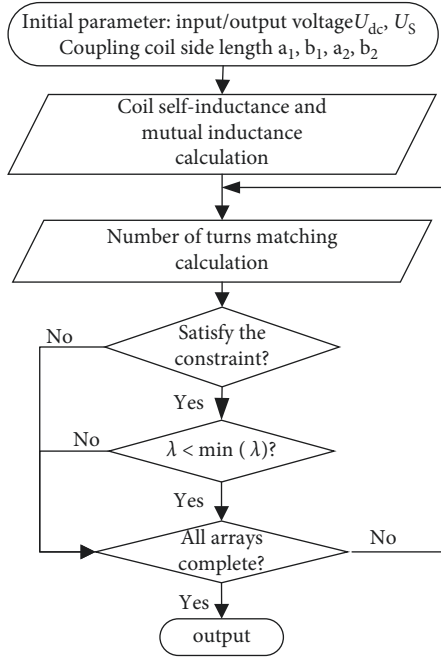 Initial parameter: input/output voltage U_dc, U_S
Coupling coil side length a_1, b_1, a_2, b_2
Coil self-inductance and
mutual inductance
calculation
Number of turns matching
calculation
No
Satisfy the
constraint?
Yes
No
λ < min ( λ)?
Yes
All arrays
complete?
No
Yes
output